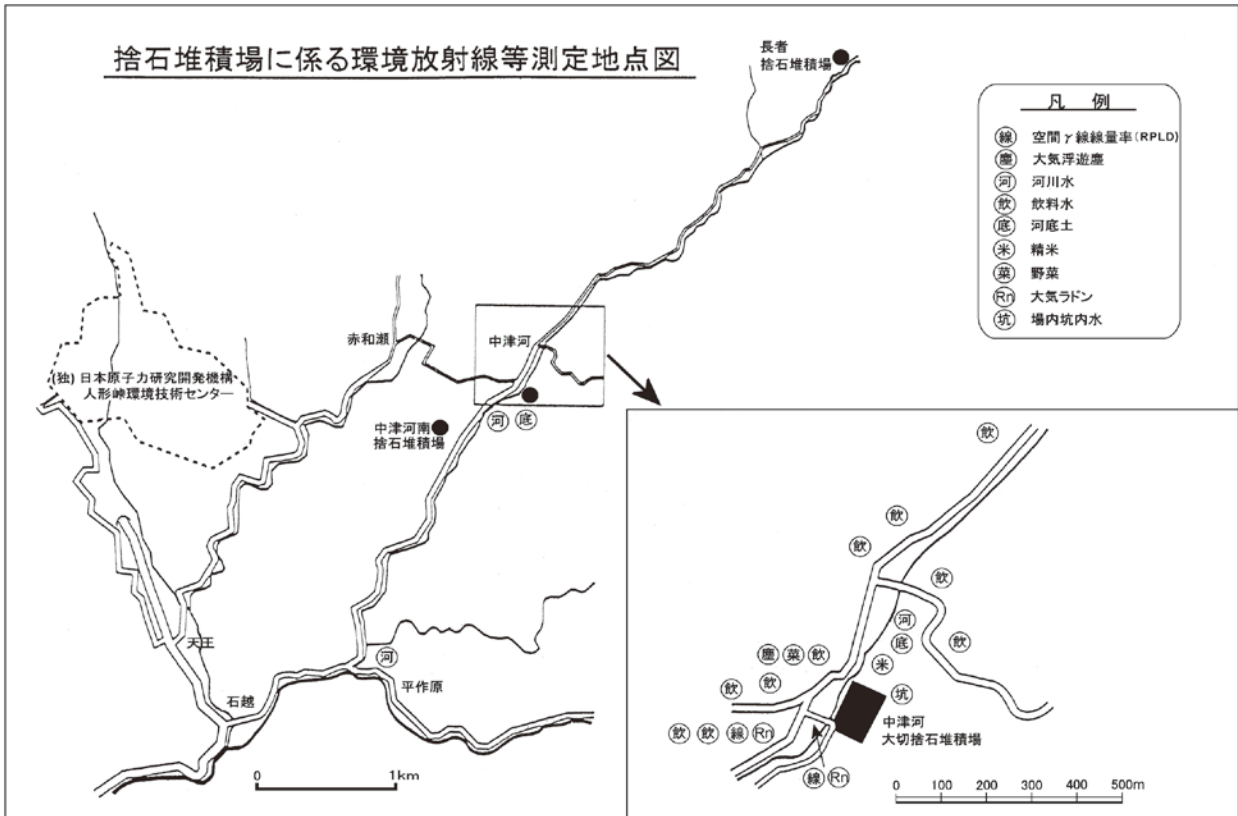 捨石堆積場に係る環境放射線等測定地点図
長者
捨石堆積場
凡 例
線 空間γ線線量率(RPLD)
塵 大気浮遊塵
河 河川水
飲 飲料水
底 河底土
米 精米
菜 野菜
Rn 大気ラドン
坑 場内坑内水
赤和瀬
中津河
(独)日本原子力研究開発機構
人形峠環境技術センター
河 底
中津河南
捨石堆積場
天王
石越
河
平作原
0 1km
飲
飲
飲
飲
河
底
飲
塵 菜 飲
米
飲 飲
坑
中津河
大切捨石堆積場
飲 飲 線 Rn
線 Rn
0 100 200 300 400 500m